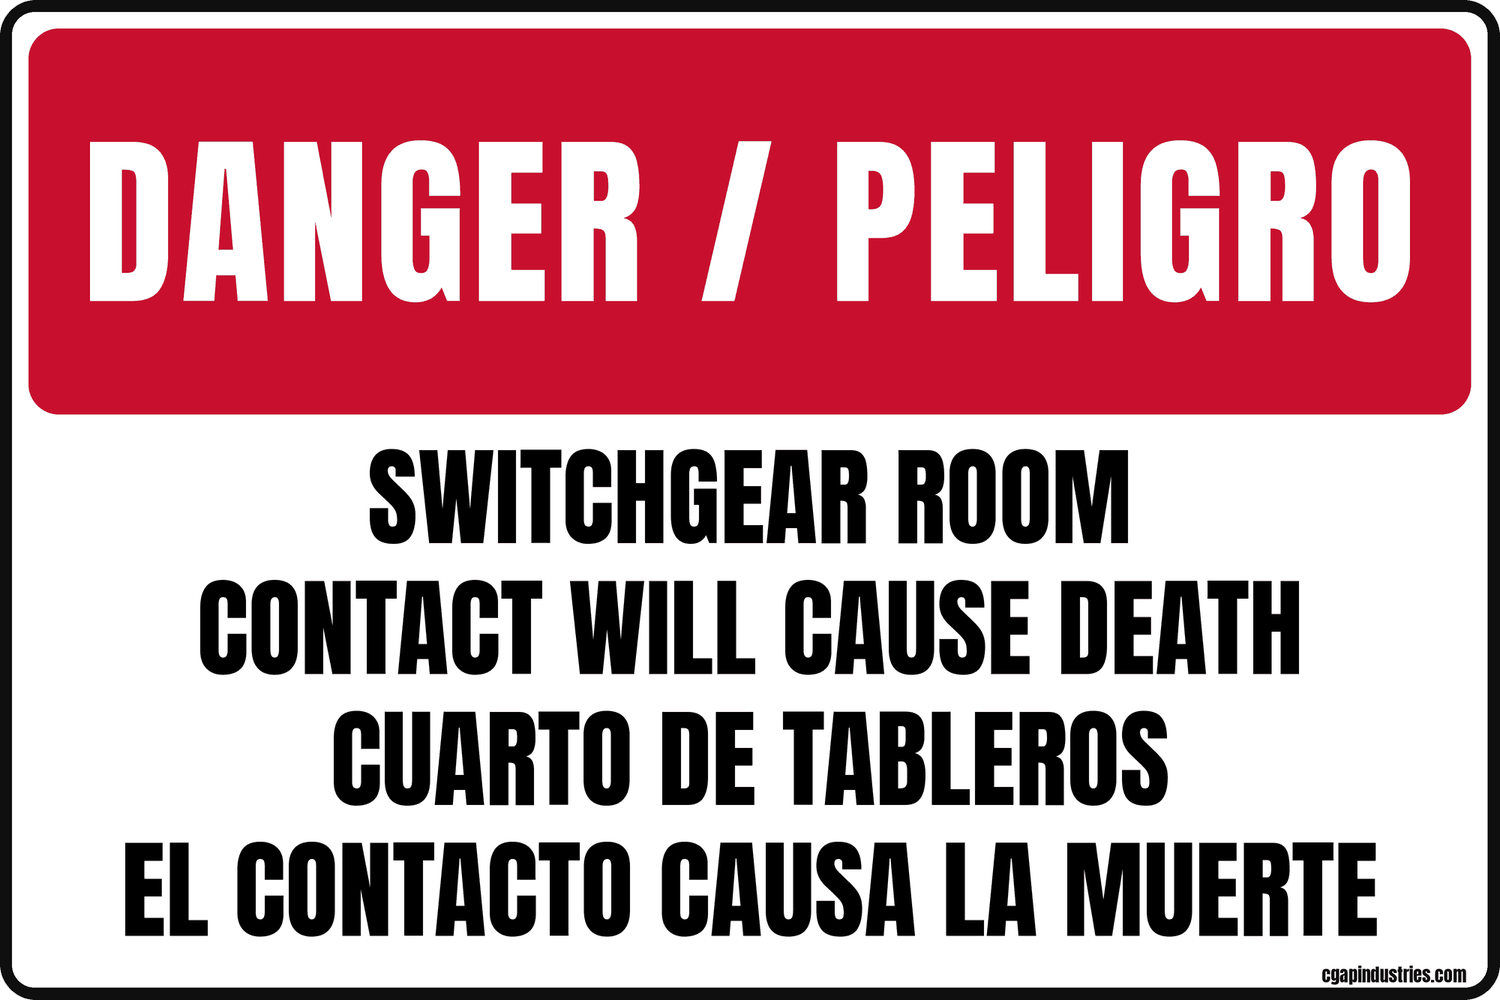 DANGER / PELIGRO
SWITCHGEAR ROOM
CONTACT WILL CAUSE DEATH
CUARTO DE TABLEROS
EL CONTACTO CAUSA LA MUERTE
cgapindustries.com